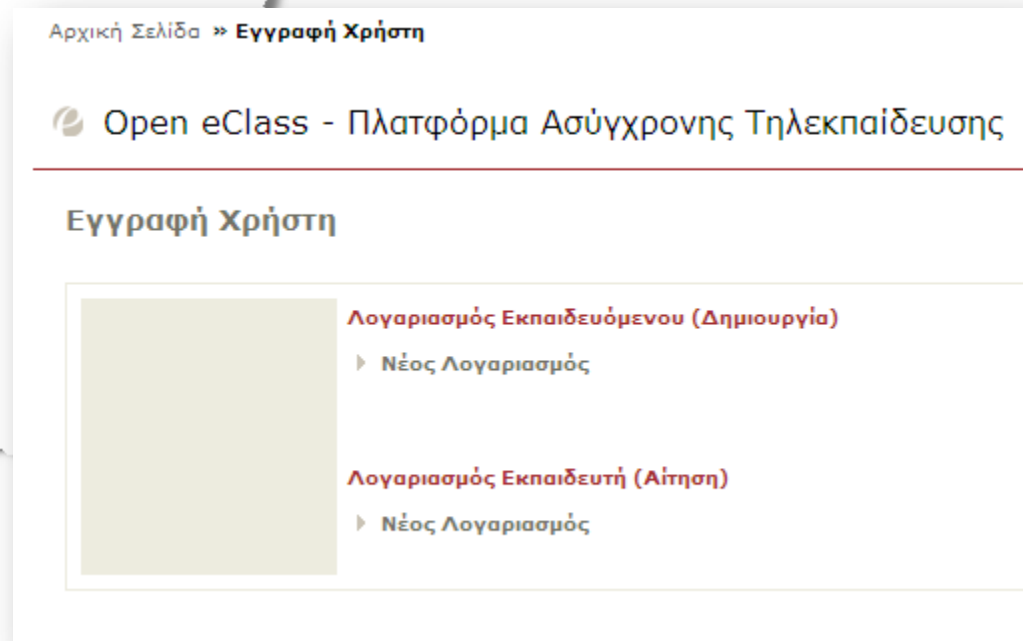 Αρχική Σελίδα » Εγγραφή Χρήστη
Open eClass - Πλατφόρμα Ασύγχρονης Τηλεκπαίδευσης
Εγγραφή Χρήστη
Λογαριασμός Εκπαιδευόμενου (Δημιουργία)
Νέος Λογαριασμός
Λογαριασμός Εκπαιδευτή (Αίτηση)
Νέος Λογαριασμός